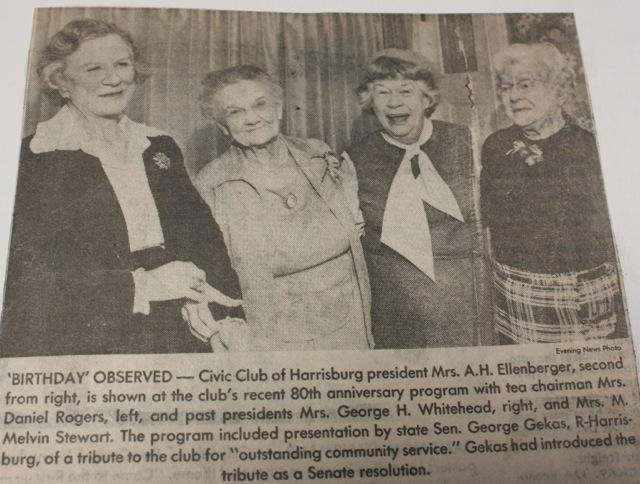 Evening News Photo
'BIRTHDAY' OBSERVED — Civic Club of Harrisburg president Mrs. A.H. Ellenberger, second
from right, is shown at the club's recent 80th anniversary program with tea chairman Mrs.
Daniel Rogers, left, and past presidents Mrs. George H. Whitehead, right, and Mrs. M.
Melvin Stewart. The program included presentation by state Sen. George Gekas, R-Harris-
burg, of a tribute to the club for "outstanding community service." Gekas had introduced the
tribute as a Senate resolution.